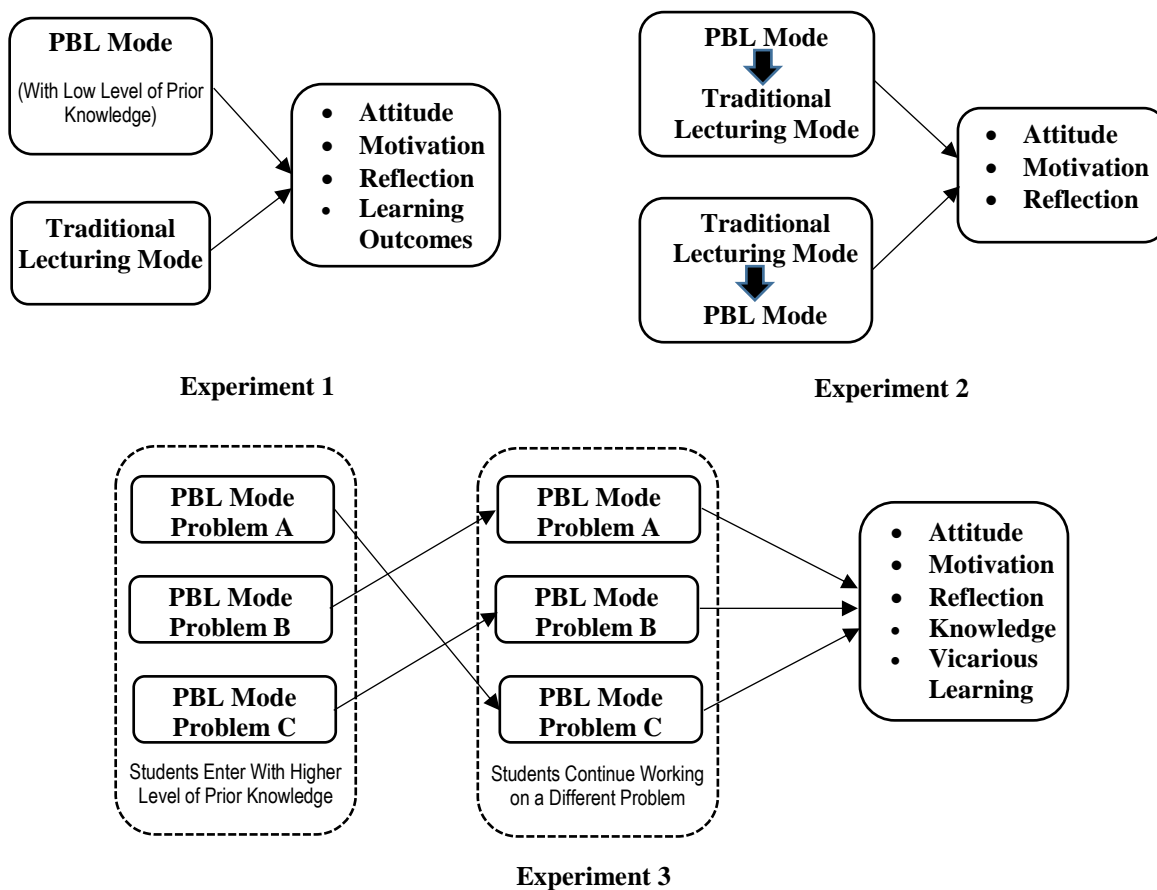 PBL Mode
(With Low Level of Prior
Knowledge)
Traditional
Lecturing Mode
• Attitude
• Motivation
• Reflection
• Learning
Outcomes
Experiment 1
PBL Mode
Traditional
Lecturing Mode
Traditional
Lecturing Mode
PBL Mode
• Attitude
• Motivation
• Reflection
Experiment 2
PBL Mode
Problem A
PBL Mode
Problem B
PBL Mode
Problem C
Students Enter With Higher
Level of Prior Knowledge
PBL Mode
Problem A
PBL Mode
Problem B
PBL Mode
Problem C
Students Continue Working
on a Different Problem
• Attitude
• Motivation
• Reflection
• Knowledge
• Vicarious
Learning
Experiment 3